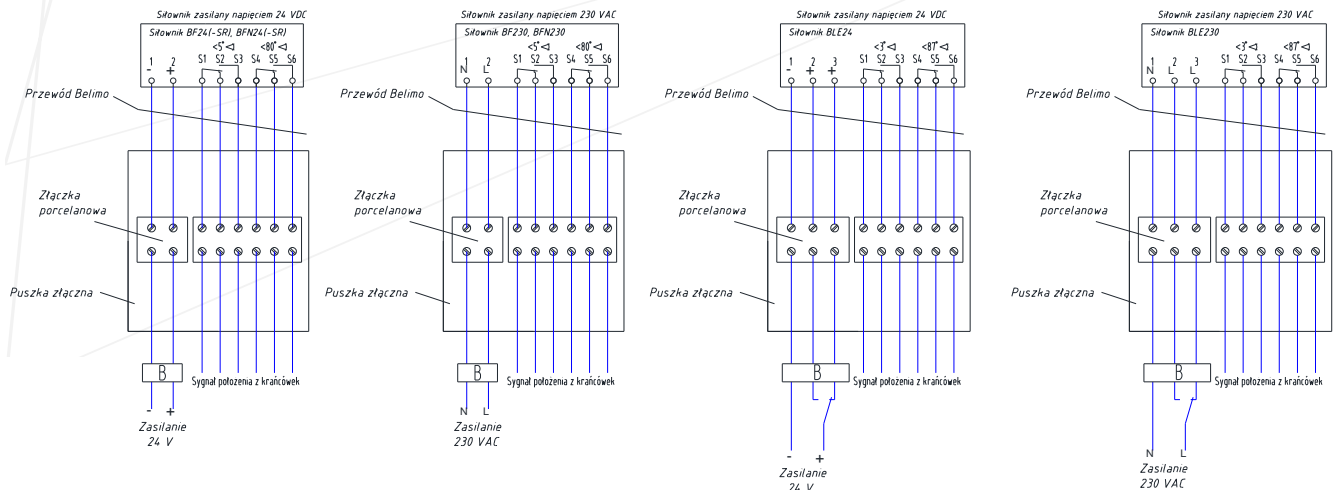 Siłownik zasilany napięciem 24 VDC
Siłownik BF24(-SR), BFN24(-SR)
<5° <80°
1 2 S1 S2 S3 S4 S5 S6
- +
Przewód Belimo
Złączka
porcelanowa
Puszka złączna
B
Sygnał położenia z krańcówek
- +
Zasilanie
24 V
Siłownik zasilany napięciem 230 VAC
Siłownik BF230, BFN230
<5° <80°
1 2 S1 S2 S3 S4 S5 S6
N L
Przewód Belimo
Złączka
porcelanowa
Puszka złączna
B
Sygnał położenia z krańcówek
N L
Zasilanie
230 VAC
Siłownik zasilany napięciem 24 VDC
Siłownik BLE24
<3° <87°
1 2 3 S1 S2 S3 S4 S5 S6
- + +
Przewód Belimo
Złączka
porcelanowa
Puszka złączna
B
Sygnał położenia z krańcówek
- +
Zasilanie
24 V
Siłownik zasilany napięciem 230 VAC
Siłownik BLE230
<3° <87°
1 2 3 S1 S2 S3 S4 S5 S6
N L L
Przewód Belimo
Złączka
porcelanowa
Puszka złączna
B
Sygnał położenia z krańcówek
N L
Zasilanie
230 VAC